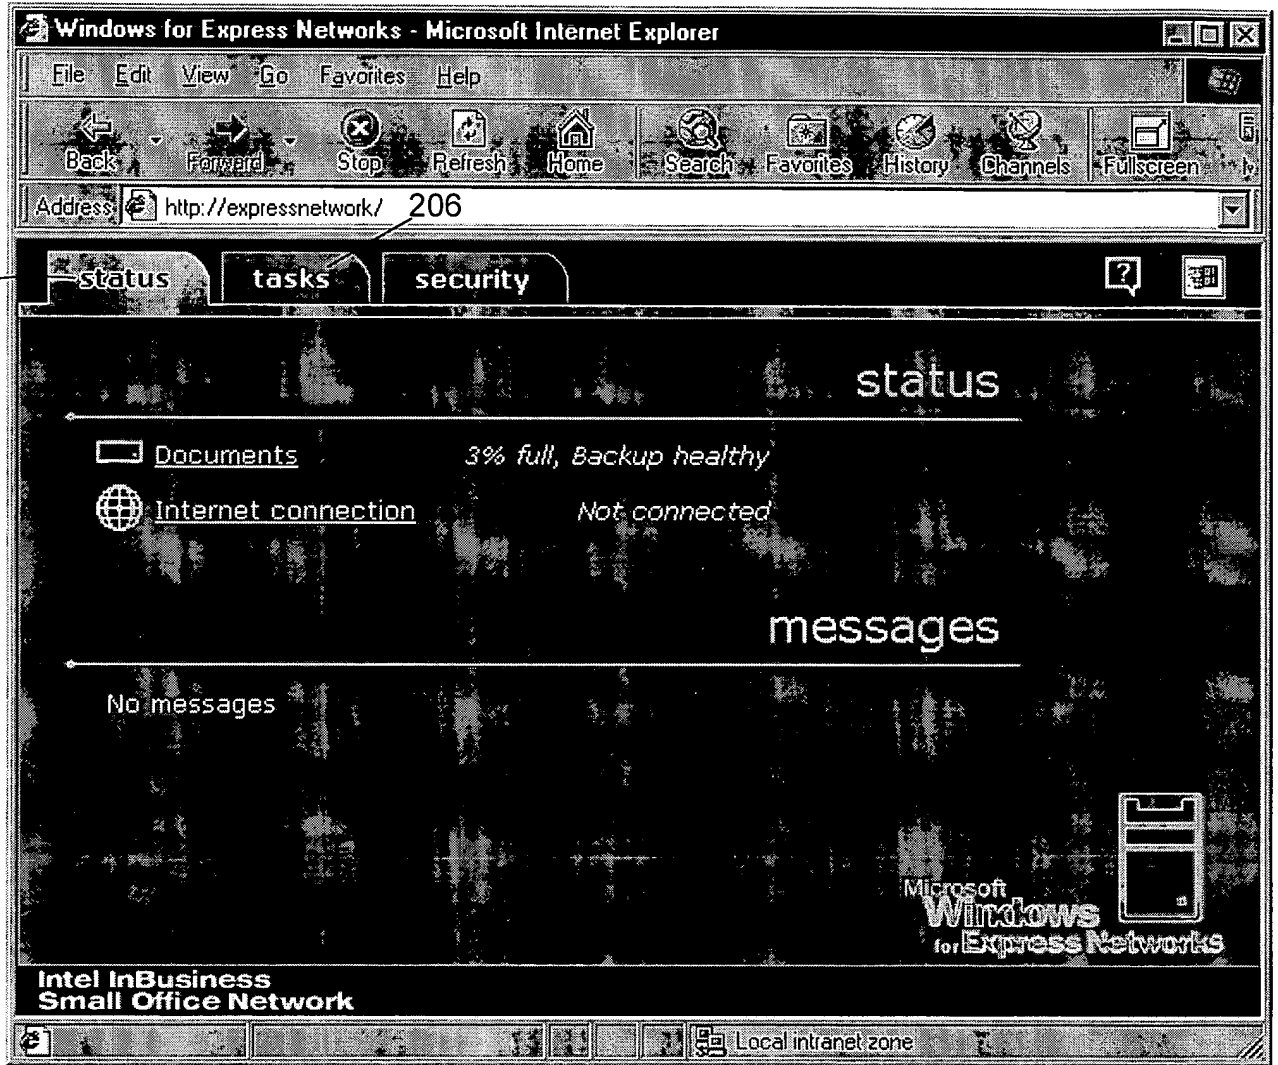 Windows for Express Networks - Microsoft Internet Explorer
File Edit View Go Favorites Help
Back Forward Stop Refresh Home Search Favorites History Channels Fullscreen
Address http://expressnetwork/ 206
status tasks security ?
status
Documents 3% full, Backup healthy
Internet connection Not connected
messages
No messages
Microsoft
Windows
for Express Networks
Intel InBusiness
Small Office Network
Local intranet zone